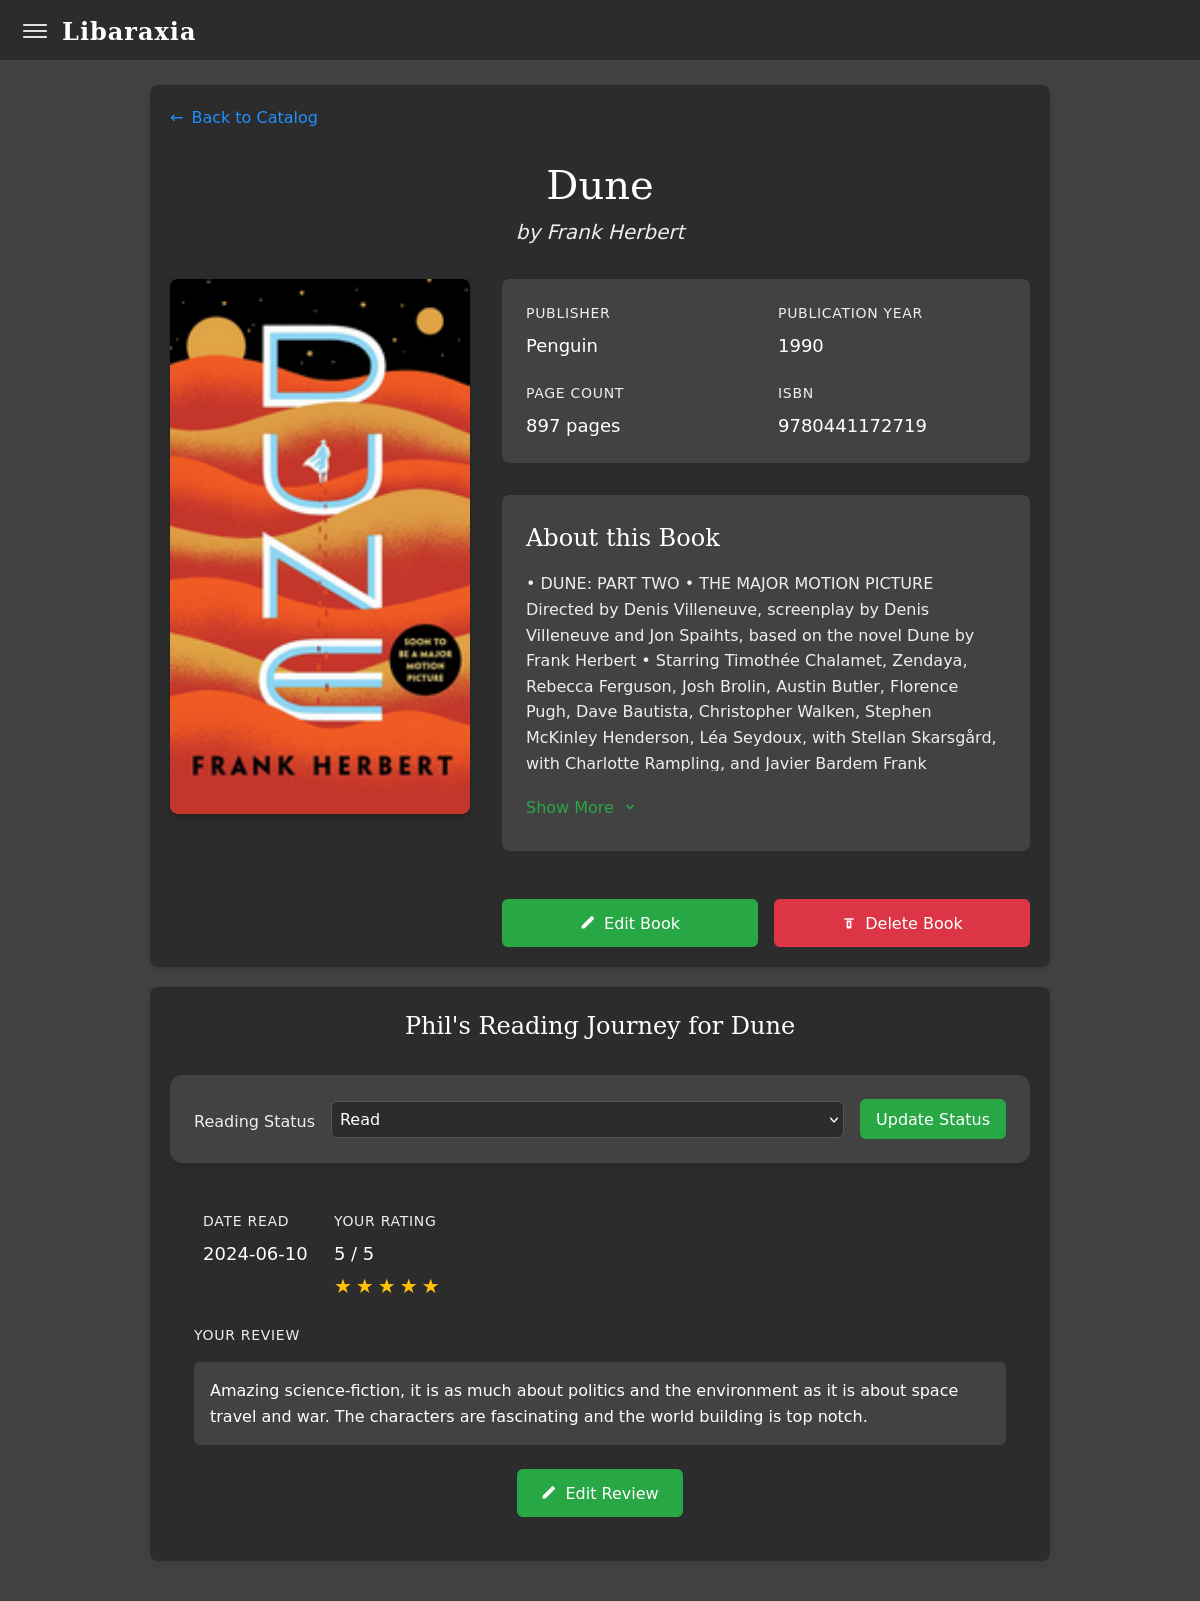 Libaraxia
← Back to Catalog
Dune
by Frank Herbert
DUNE
SOON TO
BE A MAJOR
MOTION
PICTURE
FRANK HERBERT
PUBLISHER
PUBLICATION YEAR
Penguin
1990
PAGE COUNT
ISBN
897 pages
9780441172719
About this Book
• DUNE: PART TWO • THE MAJOR MOTION PICTURE
Directed by Denis Villeneuve, screenplay by Denis
Villeneuve and Jon Spaihts, based on the novel Dune by
Frank Herbert • Starring Timothée Chalamet, Zendaya,
Rebecca Ferguson, Josh Brolin, Austin Butler, Florence
Pugh, Dave Bautista, Christopher Walken, Stephen
McKinley Henderson, Léa Seydoux, with Stellan Skarsgård,
with Charlotte Rampling, and Javier Bardem Frank
Show More
Edit Book
Delete Book
Phil's Reading Journey for Dune
Reading Status
Read
Update Status
DATE READ
YOUR RATING
2024-06-10
5 / 5
★★★★★
YOUR REVIEW
Amazing science-fiction, it is as much about politics and the environment as it is about space
travel and war. The characters are fascinating and the world building is top notch.
Edit Review